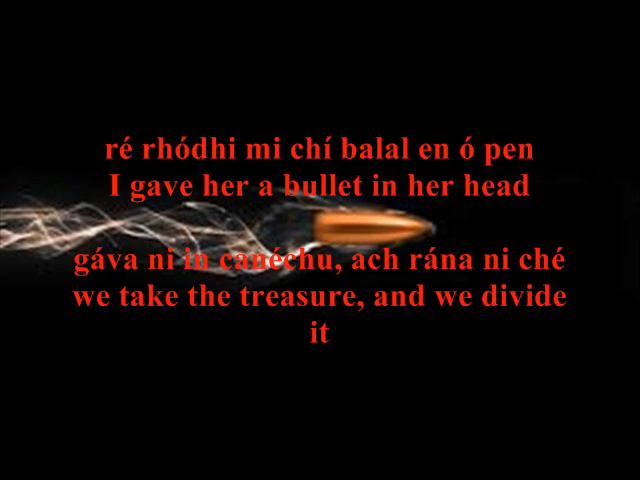 ré rhódhi mi chí balal en ó pen
I gave her a bullet in her head
gáva ni in canéchu, ach rána ni ché
we take the treasure, and we divide
it